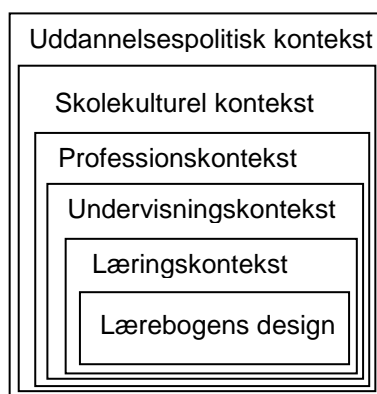 Uddannelsespolitisk kontekst
Skolekulturel kontekst
Professionskontekst
Undervisningskontekst
Læringskontekst
Lærebogens design